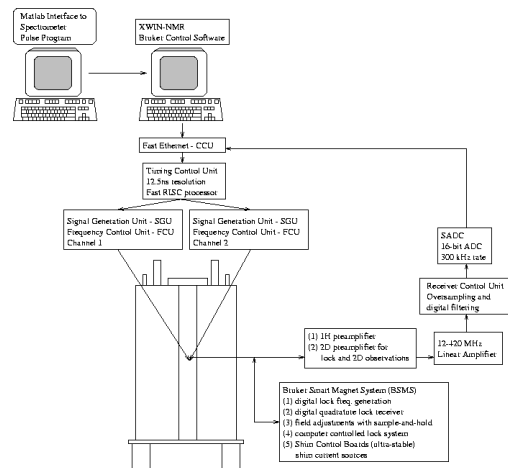 Matlab Interface to
Spectrometer
Pulse Program
XWIN-NMR
Bruker Control Software
Fast Ethernet - CCU
Timing Control Unit
12.5ns resolution
Fast RISC processor
Signal Generation Unit - SGU
Frequency Control Unit - FCU
Channel 1
Signal Generation Unit - SGU
Frequency Control Unit - FCU
Channel 2
SADC
16-bit ADC
300 kHz rate
Receiver Control Unit
Oversampling and
digital filtering
(1) 1H preamplifier
(2) 2D preamplifier for
lock and 2D observations
12-420 MHz
Linear Amplifier
Bruker Smart Magnet System (BSMS)
(1) digital lock freq. generation
(2) digital quadrature lock receiver
(3) field adjustments with sample-and-hold
(4) computer controlled lock system
(5) Shim Control Boards (ultra-stable)
shim current sources